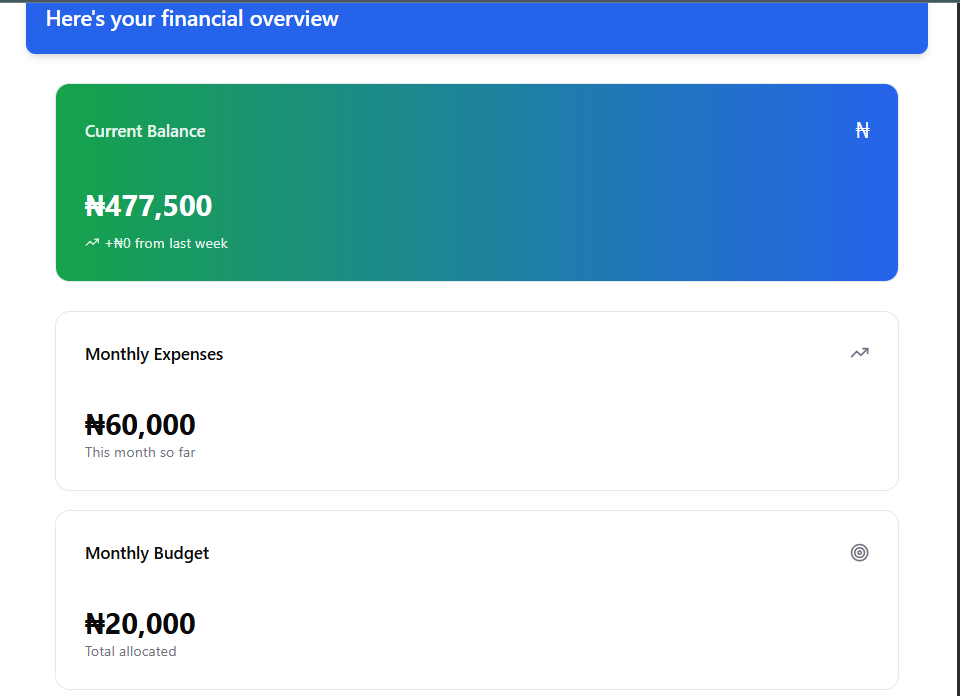 Here's your financial overview
Current Balance
₦
₦477,500
+₦0 from last week
Monthly Expenses
₦60,000
This month so far
Monthly Budget
₦20,000
Total allocated